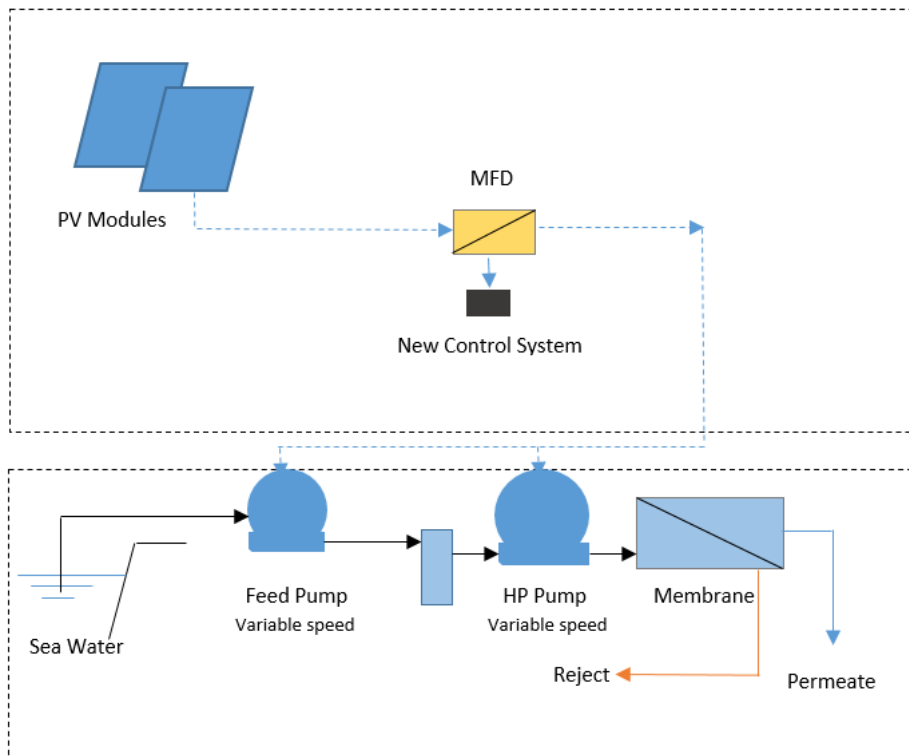 MFD
PV Modules
New Control System
Feed Pump
Variable speed
HP Pump
Variable speed
Membrane
Sea Water
Reject
Permeate